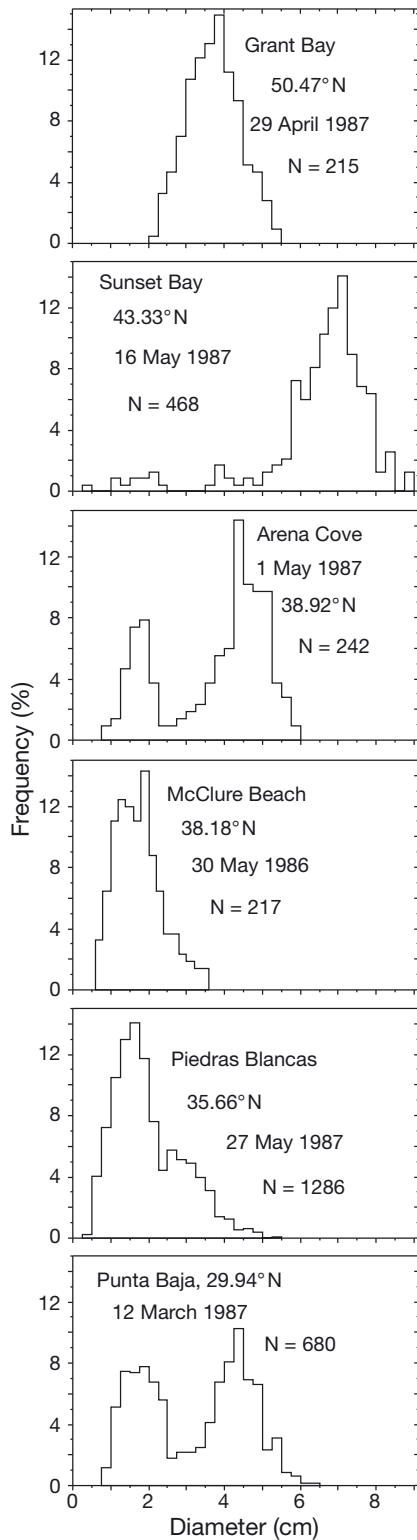 12
8
4
0
Grant Bay
50.47°N
29 April 1987
N = 215
12
8
4
0
Sunset Bay
43.33°N
16 May 1987
N = 468
12
8
4
0
Arena Cove
1 May 1987
38.92°N
N = 242
Frequency (%)
12
8
4
0
McClure Beach
38.18°N
30 May 1986
N = 217
12
8
4
0
Piedras Blancas
35.66°N
27 May 1987
N = 1286
12
8
4
0
Punta Baja, 29.94°N
12 March 1987
N = 680
0 2 4 6 8
Diameter (cm)